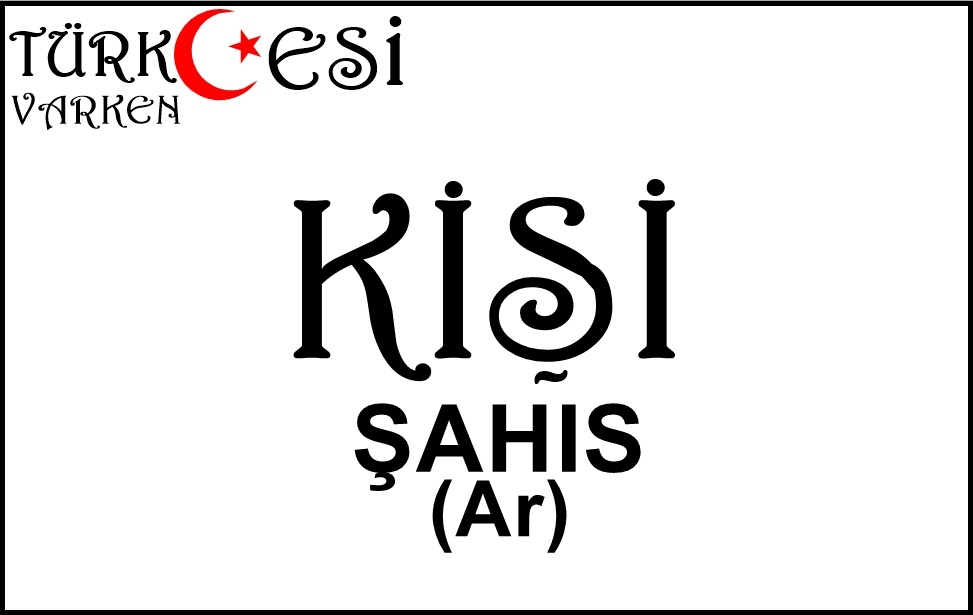 TÜRKÇESİ
VARKEN
KİŞİ
ŞAHIS
(Ar)